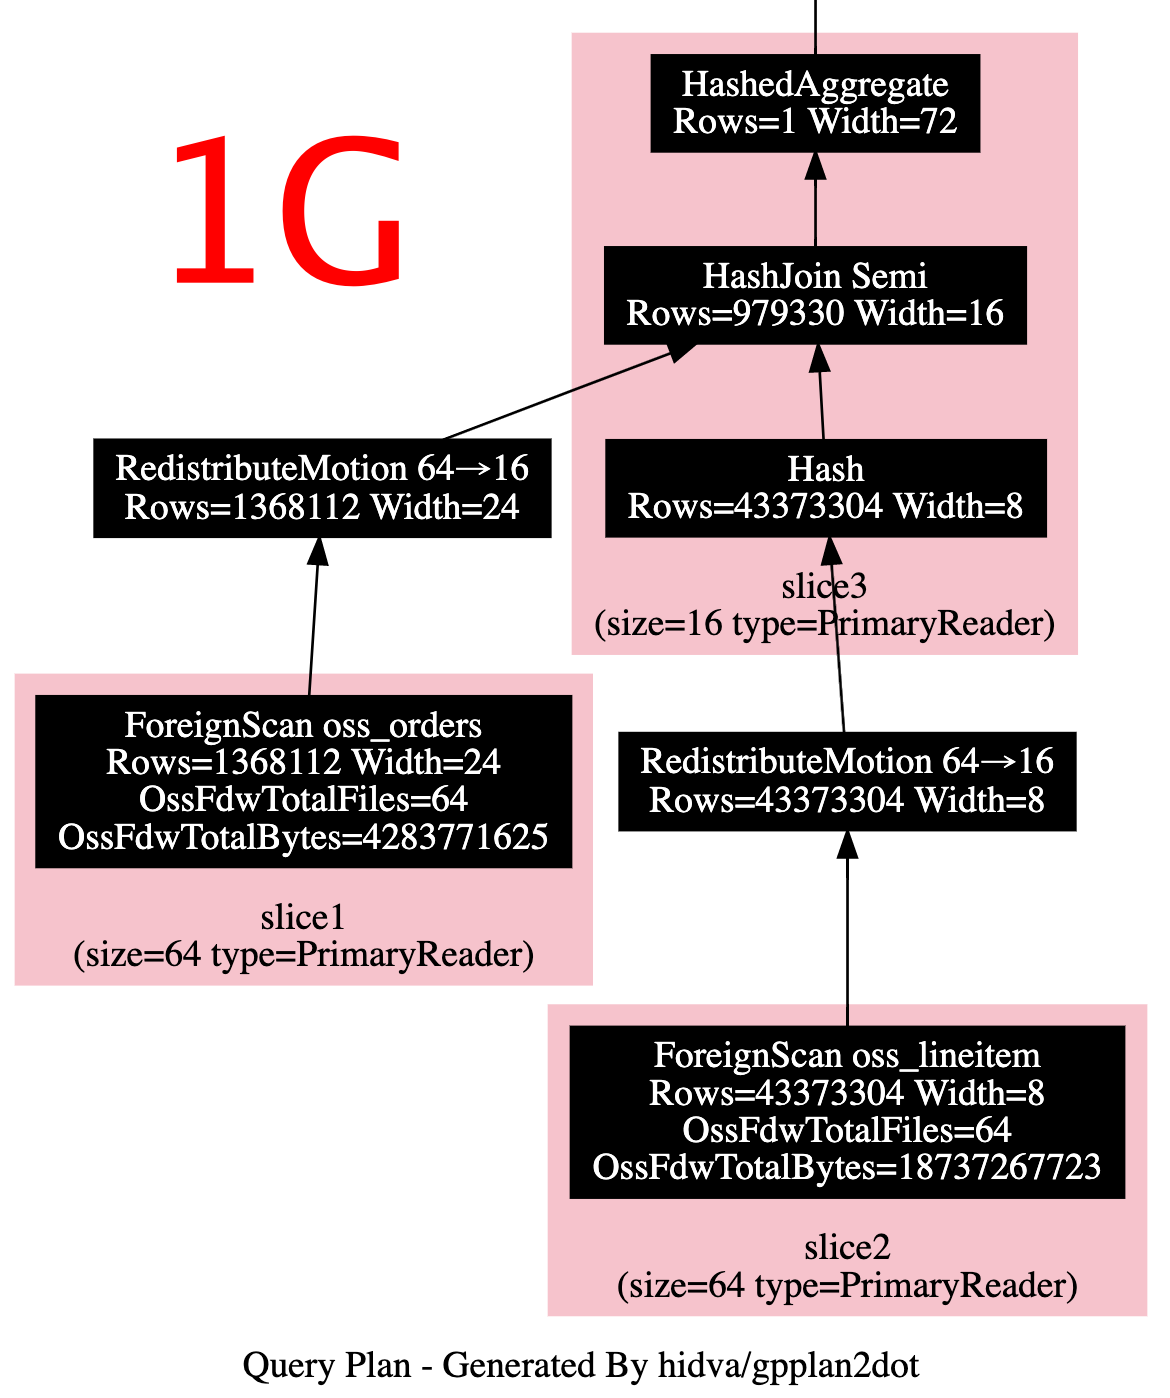 HashedAggregate
Rows=1 Width=72
1G
HashJoin Semi
Rows=979330 Width=16
RedistributeMotion 64→16
Rows=1368112 Width=24
Hash
Rows=43373304 Width=8
slice3
(size=16 type=PrimaryReader)
ForeignScan oss_orders
Rows=1368112 Width=24
OssFdwTotalFiles=64
OssFdwTotalBytes=4283771625
slice1
(size=64 type=PrimaryReader)
RedistributeMotion 64→16
Rows=43373304 Width=8
ForeignScan oss_lineitem
Rows=43373304 Width=8
OssFdwTotalFiles=64
OssFdwTotalBytes=18737267723
slice2
(size=64 type=PrimaryReader)
Query Plan - Generated By hidva/gpplan2dot